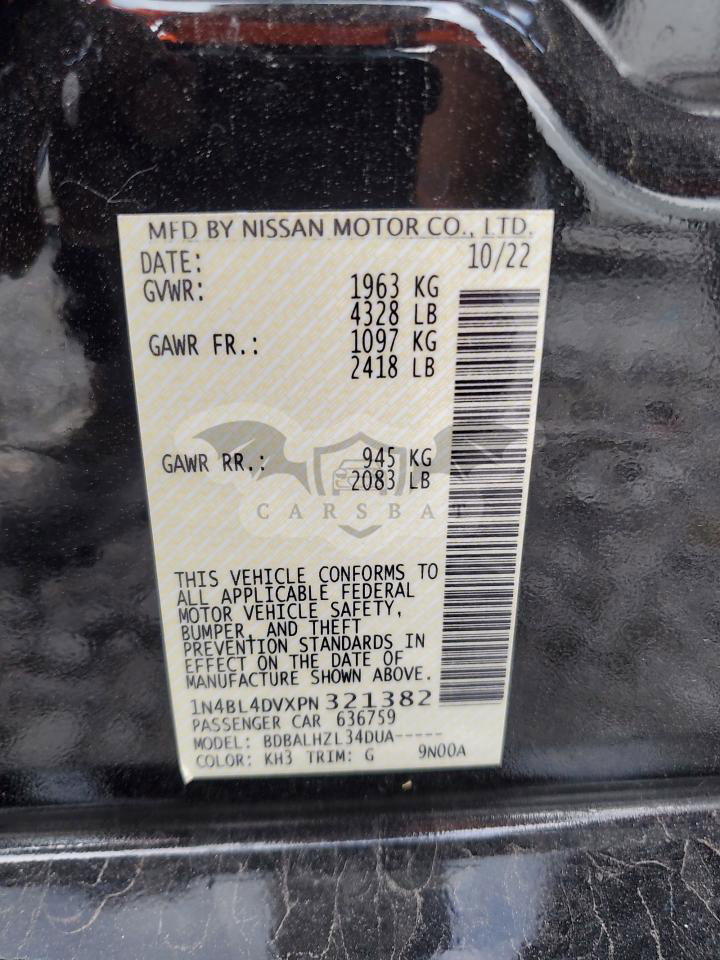 MFD BY NISSAN MOTOR CO., LTD.
DATE: 10/22
GVWR: 1963 KG
4328 LB
GAWR FR.: 1097 KG
2418 LB
GAWR RR.: 945 KG
2083 LB
CARSBAT
THIS VEHICLE CONFORMS TO
ALL APPLICABLE FEDERAL
MOTOR VEHICLE SAFETY,
BUMPER, AND THEFT
PREVENTION STANDARDS IN
EFFECT ON THE DATE OF
MANUFACTURE SHOWN ABOVE.
1N4BL4DVXPN 321382
PASSENGER CAR 636759
MODEL: BDBALHZL34DUA-----
COLOR: KH3 TRIM: G 9N00A